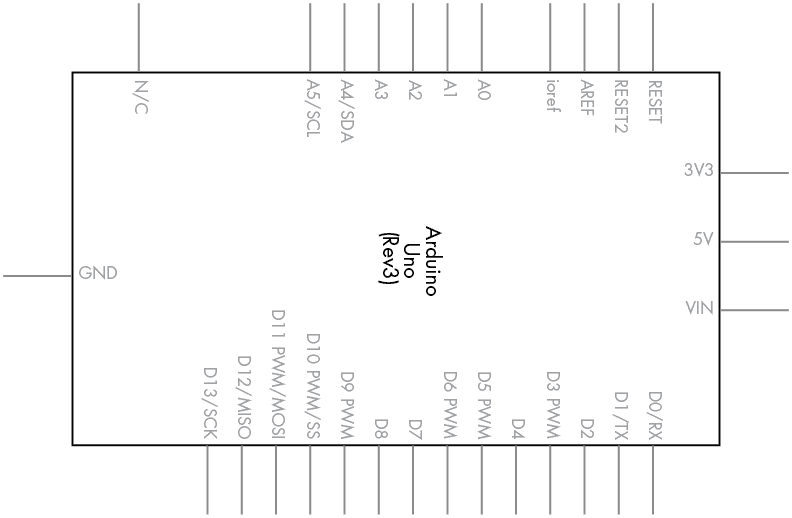 N/C
A5/SCL
A4/SDA
A3
A2
A1
A0
ioref
AREF
RESET2
RESET
3V3
5V
VIN
GND
Arduino
Uno
(Rev3)
D13/SCK
D12/MISO
D11 PWM/MOSI
D10 PWM/SS
D9 PWM
D8
D7
D6 PWM
D5 PWM
D4
D3 PWM
D2
D1/TX
D0/RX